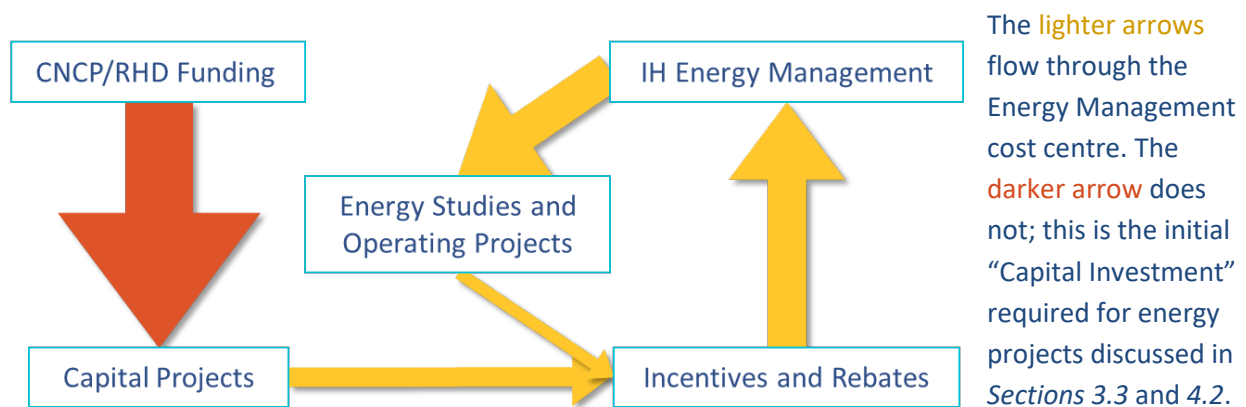 CNCP/RHD Funding
IH Energy Management
Energy Studies and
Operating Projects
Capital Projects
Incentives and Rebates
The lighter arrows
flow through the
Energy Management
cost centre. The
darker arrow does
not; this is the initial
“Capital Investment”
required for energy
projects discussed in
Sections 3.3 and 4.2.